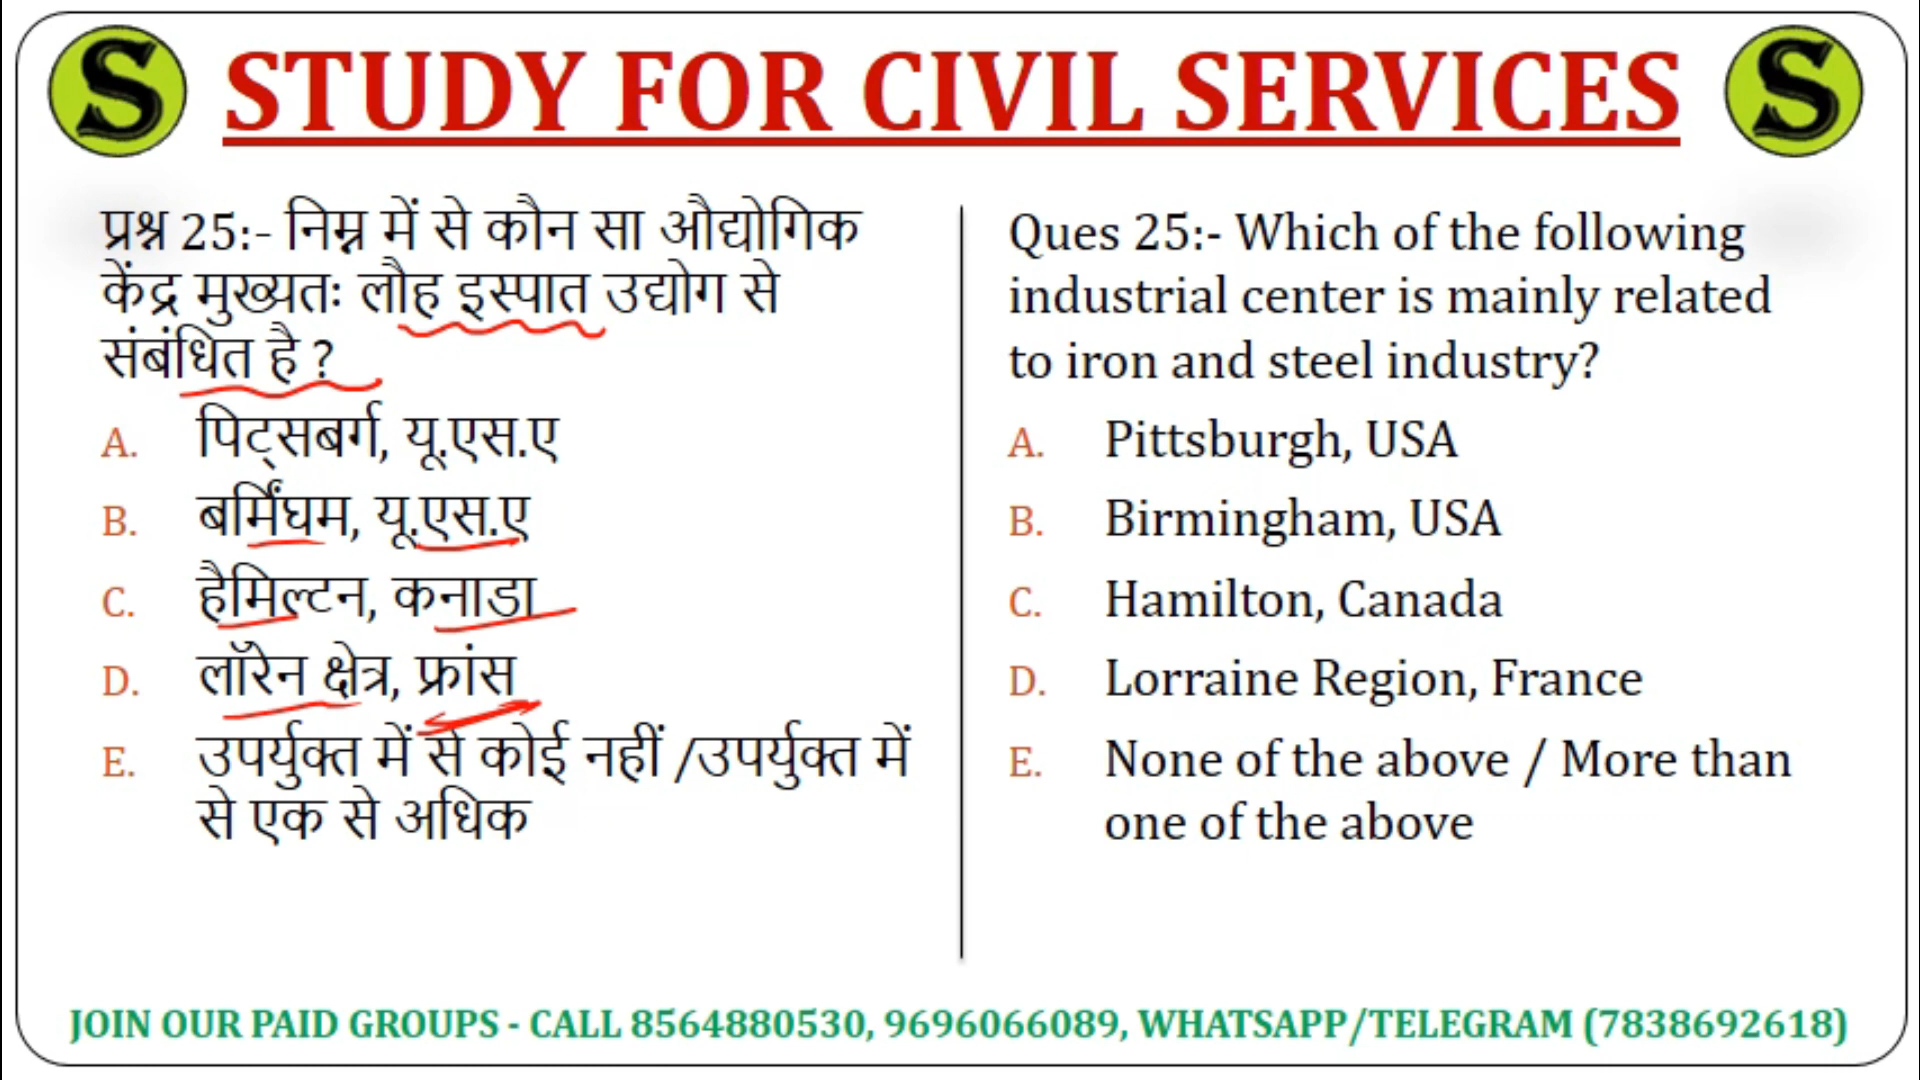 S STUDY FOR CIVIL SERVICES S
प्रश्न 25:- निम्न में से कौन सा औद्योगिक
केंद्र मुख्यतः लौह इस्पात उद्योग से
संबंधित है ?
A. पिट्सबर्ग, यू.एस.ए
B. बर्मिंघम, यू.एस.ए
C. हैमिल्टन, कनाडा
D. लॉरेन क्षेत्र, फ्रांस
E. उपर्युक्त में से कोई नहीं /उपर्युक्त में
से एक से अधिक
Ques 25:- Which of the following
industrial center is mainly related
to iron and steel industry?
A. Pittsburgh, USA
B. Birmingham, USA
C. Hamilton, Canada
D. Lorraine Region, France
E. None of the above / More than
one of the above
JOIN OUR PAID GROUPS - CALL 8564880530, 9696066089, WHATSAPP/TELEGRAM (7838692618)